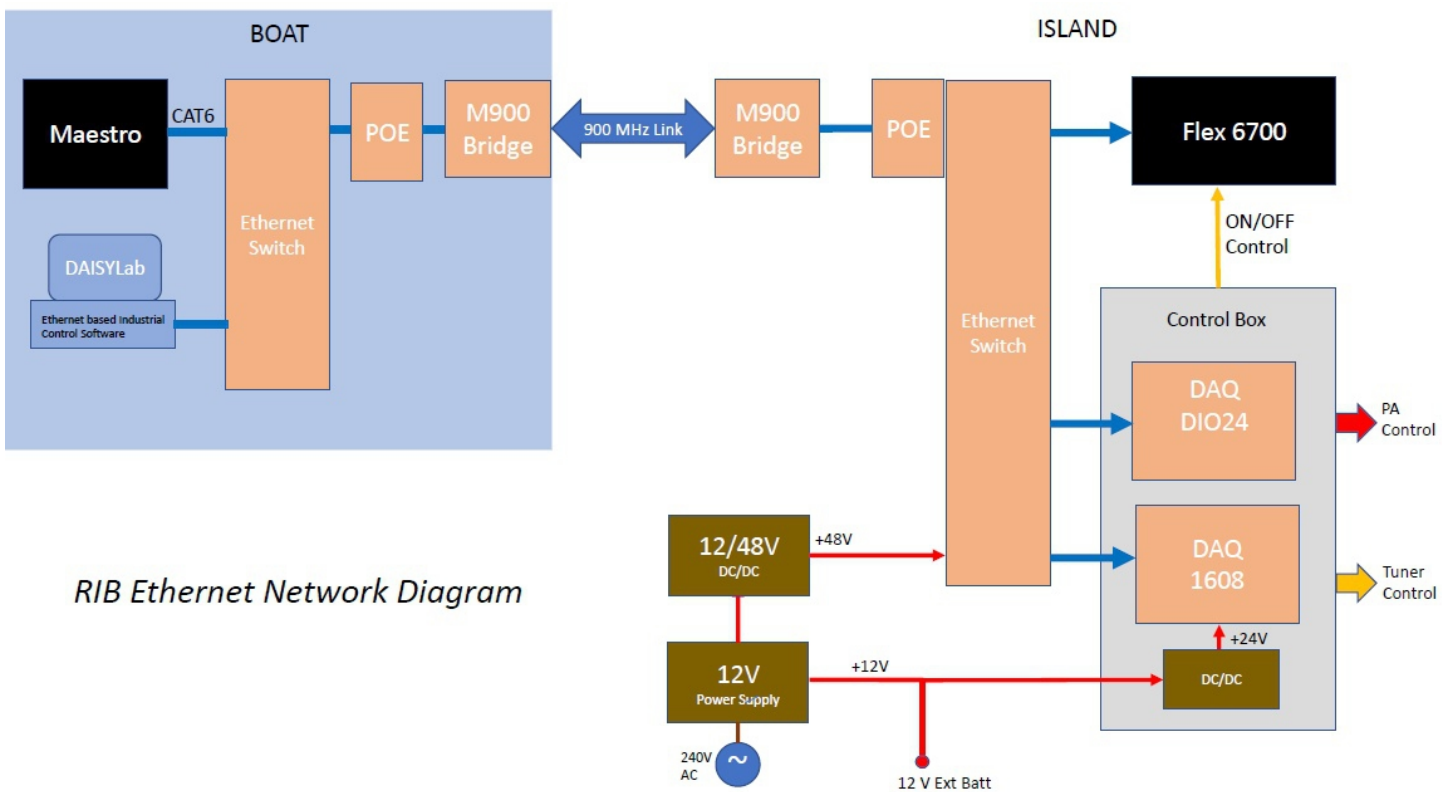 BOAT
ISLAND
Maestro
CAT6
Ethernet
Switch
POE
M900
Bridge
900 MHz Link
M900
Bridge
POE
Flex 6700
DAISYLab
Ethernet based Industrial
Control Software
ON/OFF
Control
Ethernet
Switch
Control Box
DAQ
DIO24
PA
Control
DAQ
1608
Tuner
Control
+24V
DC/DC
12/48V
DC/DC
+48V
RIB Ethernet Network Diagram
12V
Power Supply
+12V
240V
AC
~
12 V Ext Batt